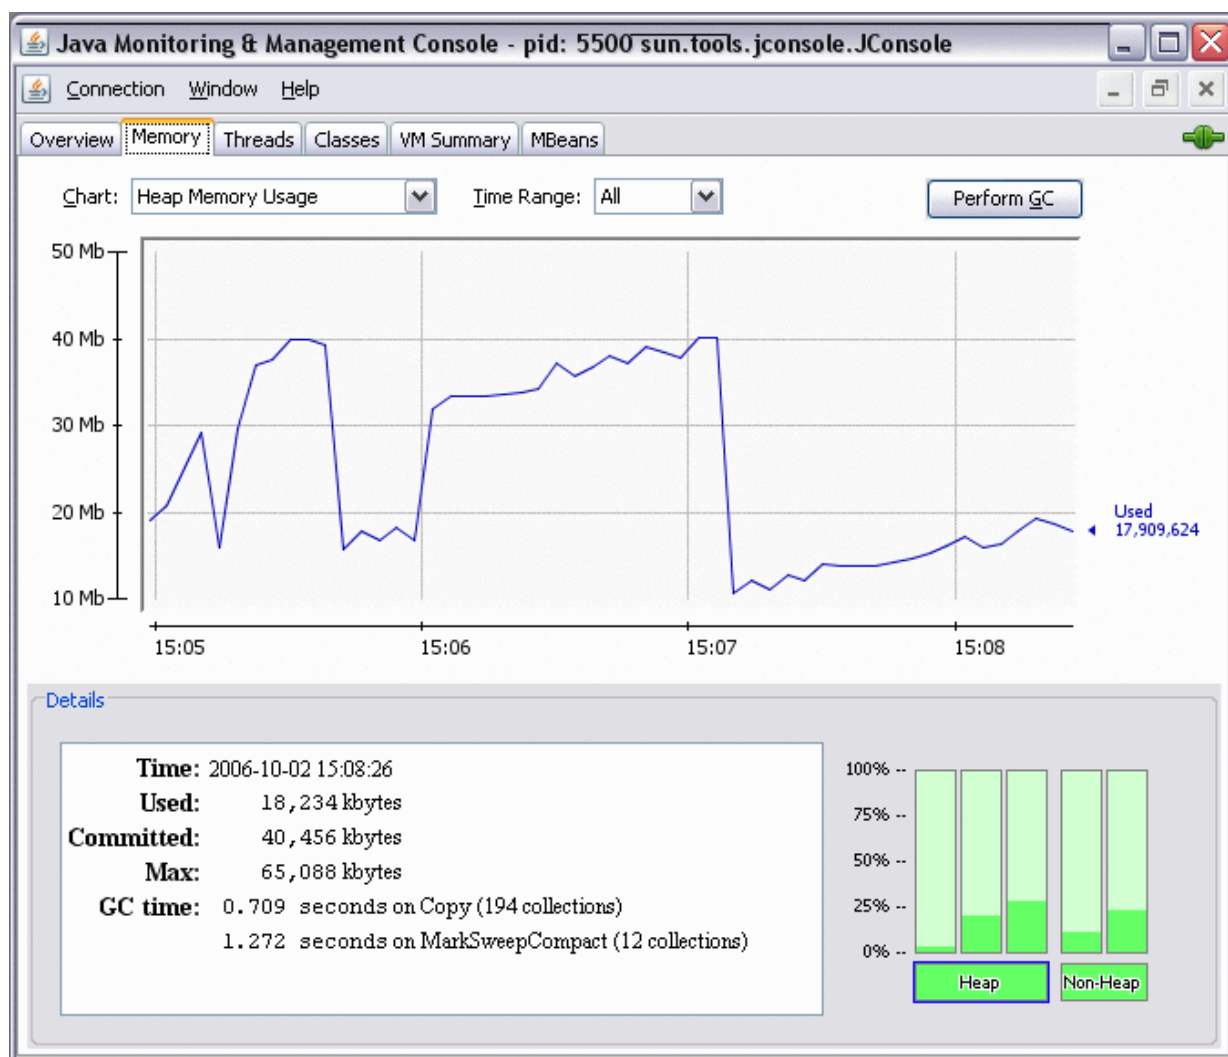 Java Monitoring & Management Console - pid: 5500 sun.tools.jconsole.JConsole
Connection Window Help
Overview Memory Threads Classes VM Summary MBeans
Chart: Heap Memory Usage Time Range: All Perform GC
50 Mb
40 Mb
30 Mb
20 Mb
10 Mb
Used
17,909,624
15:05 15:06 15:07 15:08
Details
Time: 2006-10-02 15:08:26
Used: 18,234 kbytes
Committed: 40,456 kbytes
Max: 65,088 kbytes
GC time: 0.709 seconds on Copy (194 collections)
1.272 seconds on MarkSweepCompact (12 collections)
100% --
75% --
50% --
25% --
0% --
Heap Non-Heap